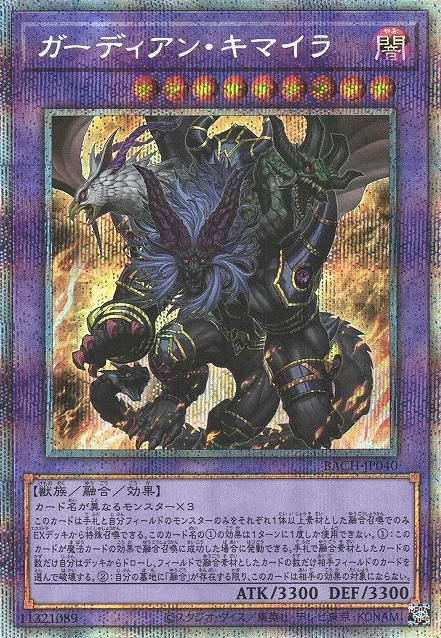 ガーディアン・キマイラ
闇
BACH-JP040
【獣族/融合/効果】
カード名が異なるモンスター×3
このカードは手札と自分フィールドのモンスターのみをそれぞれ1体以上素材とした融合召喚でのみ
EXデッキから特殊召喚できる。このカード名の①の効果は1ターンに1度しか使用できない。①:この
カードが魔法カードの効果で融合召喚に成功した場合に発動できる。手札で融合素材としたカード
の数だけ自分はデッキからドローし、フィールドで融合素材としたカードの数だけ相手フィールドのカードを
選んで破壊する。②:自分の墓地に「融合」が存在する限り、このカードは相手の効果の対象にならない。
ATK/3300 DEF/3300
11321089
©スタジオ・ダイス/集英社・テレビ東京・KONAMI